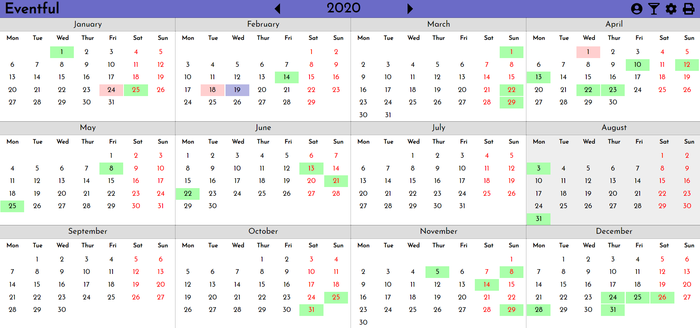 Eventful 2020
January
Mon Tue Wed Thur Fri Sat Sun
1 2 3 4 5
6 7 8 9 10 11 12
13 14 15 16 17 18 19
20 21 22 23 24 25 26
27 28 29 30 31
February
Mon Tue Wed Thur Fri Sat Sun
1 2
3 4 5 6 7 8 9
10 11 12 13 14 15 16
17 18 19 20 21 22 23
24 25 26 27 28 29
March
Mon Tue Wed Thur Fri Sat Sun
1
2 3 4 5 6 7 8
9 10 11 12 13 14 15
16 17 18 19 20 21 22
23 24 25 26 27 28 29
30 31
April
Mon Tue Wed Thur Fri Sat Sun
1 2 3 4 5
6 7 8 9 10 11 12
13 14 15 16 17 18 19
20 21 22 23 24 25 26
27 28 29 30
May
Mon Tue Wed Thur Fri Sat Sun
1 2 3
4 5 6 7 8 9 10
11 12 13 14 15 16 17
18 19 20 21 22 23 24
25 26 27 28 29 30 31
June
Mon Tue Wed Thur Fri Sat Sun
1 2 3 4 5 6 7
8 9 10 11 12 13 14
15 16 17 18 19 20 21
22 23 24 25 26 27 28
29 30
July
Mon Tue Wed Thur Fri Sat Sun
1 2 3 4 5
6 7 8 9 10 11 12
13 14 15 16 17 18 19
20 21 22 23 24 25 26
27 28 29 30 31
August
Mon Tue Wed Thur Fri Sat Sun
1 2
3 4 5 6 7 8 9
10 11 12 13 14 15 16
17 18 19 20 21 22 23
24 25 26 27 28 29 30
31
September
Mon Tue Wed Thur Fri Sat Sun
1 2 3 4 5 6
7 8 9 10 11 12 13
14 15 16 17 18 19 20
21 22 23 24 25 26 27
28 29 30
October
Mon Tue Wed Thur Fri Sat Sun
1 2 3 4
5 6 7 8 9 10 11
12 13 14 15 16 17 18
19 20 21 22 23 24 25
26 27 28 29 30 31
November
Mon Tue Wed Thur Fri Sat Sun
1
2 3 4 5 6 7 8
9 10 11 12 13 14 15
16 17 18 19 20 21 22
23 24 25 26 27 28 29
30
December
Mon Tue Wed Thur Fri Sat Sun
1 2 3 4 5 6
7 8 9 10 11 12 13
14 15 16 17 18 19 20
21 22 23 24 25 26 27
28 29 30 31